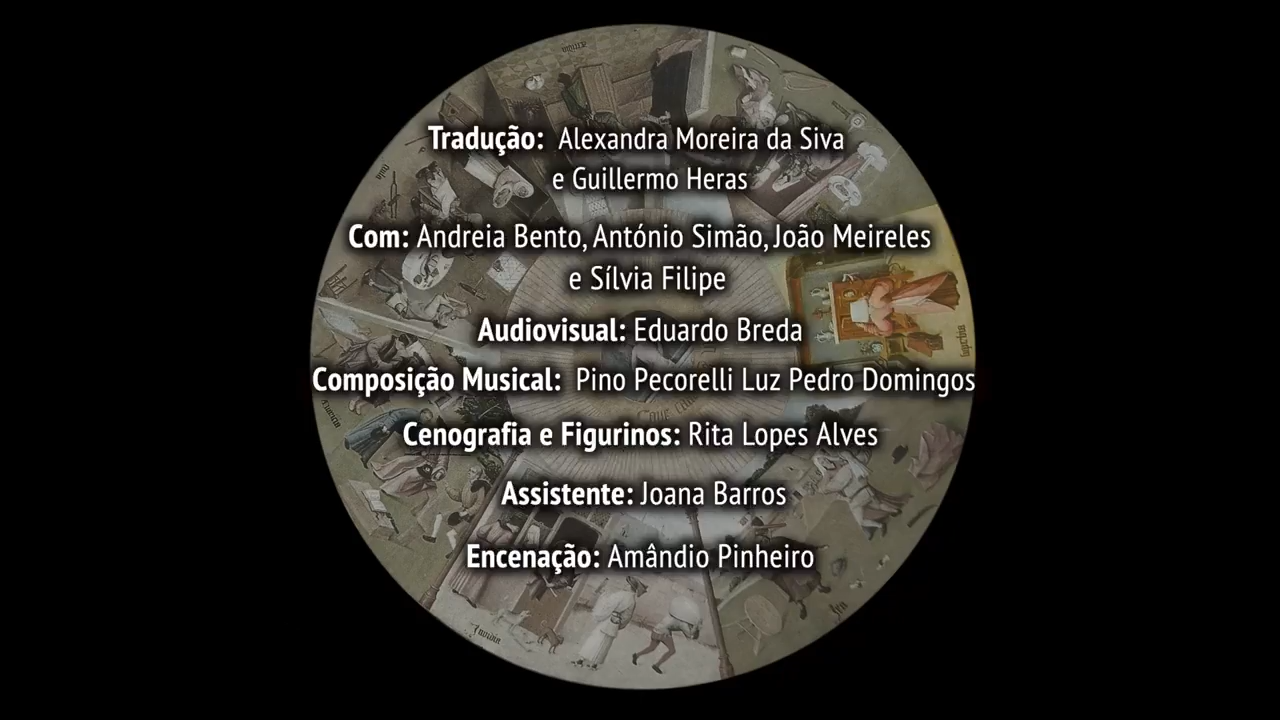 Tradução: Alexandra Moreira da Siva
e Guillermo Heras
Com: Andreia Bento, António Simão, João Meireles
e Sílvia Filipe
Audiovisual: Eduardo Breda
Composição Musical: Pino Pecorelli Luz Pedro Domingos
Cenografia e Figurinos: Rita Lopes Alves
Assistente: Joana Barros
Encenação: Amândio Pinheiro